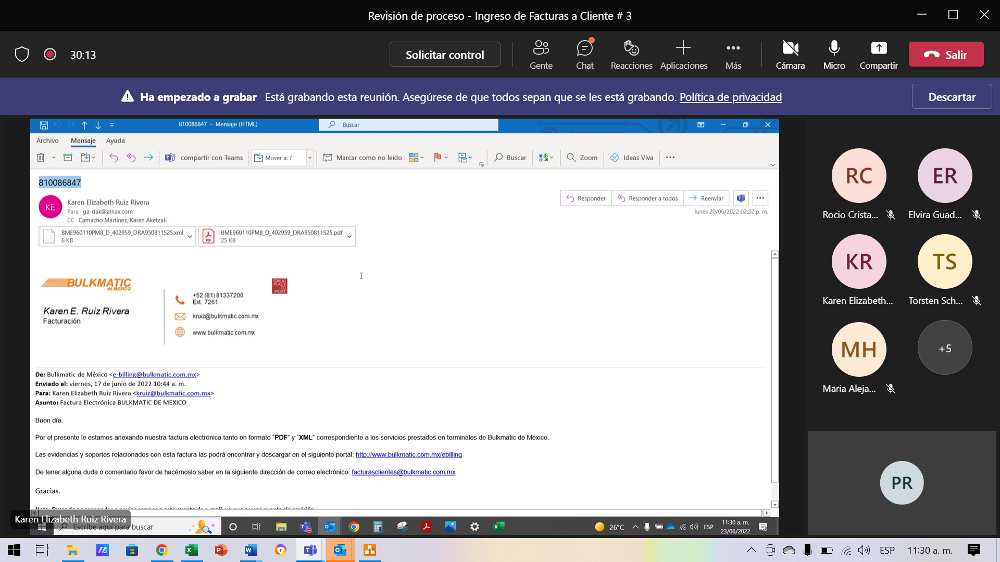 Revisión de proceso - Ingreso de Facturas a Cliente # 3
30:13
Solicitar control
Gente
Chat
Reacciones
Aplicaciones
Más
Cámara
Micro
Compartir
Salir
Ha empezado a grabar Está grabando esta reunión. Asegúrese de que todos sepan que se les está grabando. Política de privacidad
Descartar
810086847 - Mensaje (HTML)
Buscar
Archivo
Mensaje
Ayuda
compartir con Teams
Mover a: ?
Marcar como no leído
Buscar
Zoom
Ideas Viva
810086847
KE
Karen Elizabeth Ruiz Rivera
Para ga-dak@alliax.com
CC Camacho Martinez, Karen Aketzali
Responder
Responder a todos
Reenviar
lunes 20/06/2022 02:52 p. m.
BME960110PM8_D_402959_DRA950811S25.xml
6 KB
PDF
BME960110PM8_D_402959_DRA950811S25.pdf
25 KB
BULKMATIC
de MEXICO
Karen E. Ruiz Rivera
Facturación
+52 (81) 81337200
Ext. 7261
kruiz@bulkmatic.com.mx
www.bulkmatic.com.mx
GREAT
PLACE
TO
WORK
De: Bulkmatic de México <e-billing@bulkmatic.com.mx>
Enviado el: viernes, 17 de junio de 2022 10:44 a. m.
Para: Karen Elizabeth Ruiz Rivera <kruiz@bulkmatic.com.mx>
Asunto: Factura Electrónica BULKMATIC DE MEXICO
Buen día:
Por el presente le estamos anexando nuestra factura electrónica tanto en formato “PDF” y “XML” correspondiente a los servicios prestados en terminales de Bulkmatic de México.
Las evidencias y soportes relacionados con esta factura las podrá encontrar y descargar en el siguiente portal: http://www.bulkmatic.com.mx/ebilling
De tener alguna duda o comentario favor de hacérnoslo saber en la siguiente dirección de correo electrónico: facturasclientes@bulkmatic.com.mx
Gracias.
Karen Elizabeth Ruiz Rivera
Escribe aquí para buscar
26°C
ESP
11:30 a. m.
23/06/2022
RC
Rocio Crista...
ER
Elvira Guad...
KR
Karen Elizabeth...
TS
Torsten Sch...
MH
Maria Aleja...
+5
PR
ESP
11:30 a. m.